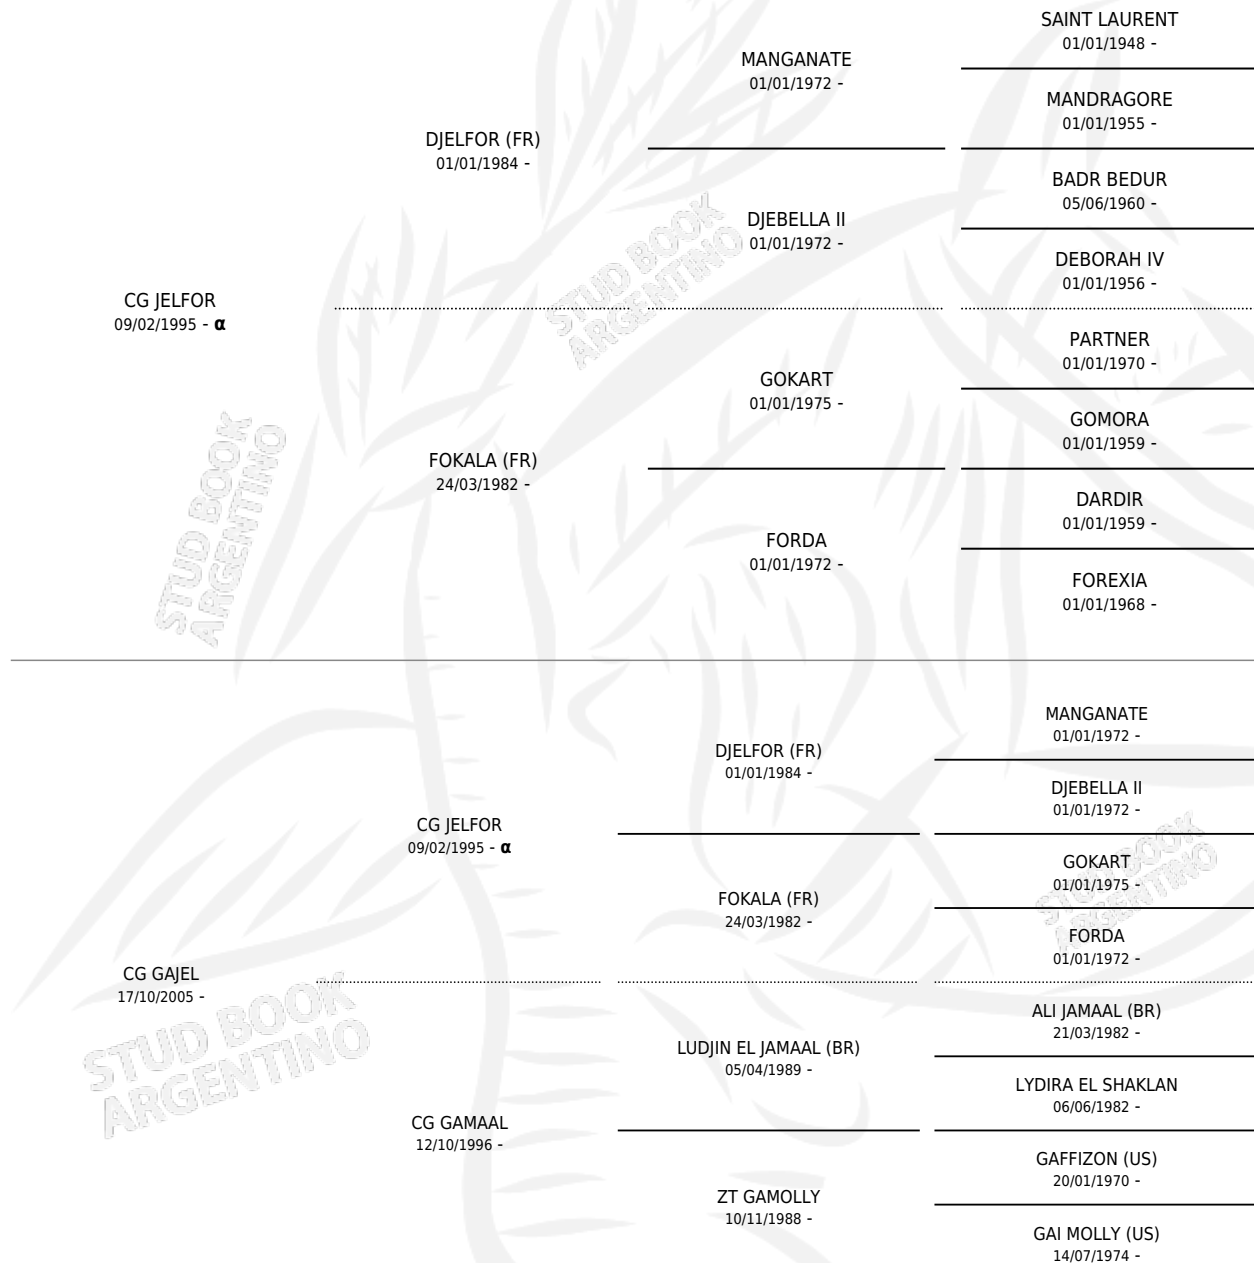 SAINT LAURENT
01/01/1948 -
MANGANATE
01/01/1972 -
MANDRAGORE
01/01/1955 -
DJELFOR (FR)
01/01/1984 -
BADR BEDUR
05/06/1960 -
DJEBELLA II
01/01/1972 -
DEBORAH IV
01/01/1956 -
CG JELFOR
09/02/1995 - α
PARTNER
01/01/1970 -
GOKART
01/01/1975 -
GOMORA
01/01/1959 -
FOKALA (FR)
24/03/1982 -
DARDIR
01/01/1959 -
FORDA
01/01/1972 -
FOREXIA
01/01/1968 -
STUD BOOK
ARGENTINO
STUD BOOK
ARGENTINO
MANGANATE
01/01/1972 -
DJELFOR (FR)
01/01/1984 -
DJEBELLA II
01/01/1972 -
CG JELFOR
09/02/1995 - α
GOKART
01/01/1975 -
FOKALA (FR)
24/03/1982 -
FORDA
01/01/1972 -
CG GAJEL
17/10/2005 -
ALI JAMAAL (BR)
21/03/1982 -
LUDJIN EL JAMAAL (BR)
05/04/1989 -
LYDIRA EL SHAKLAN
06/06/1982 -
CG GAMAAL
12/10/1996 -
GAFFIZON (US)
20/01/1970 -
ZT GAMOLLY
10/11/1988 -
GAI MOLLY (US)
14/07/1974 -
STUD BOOK
ARGENTINO
STUD BOOK
ARGENTINO